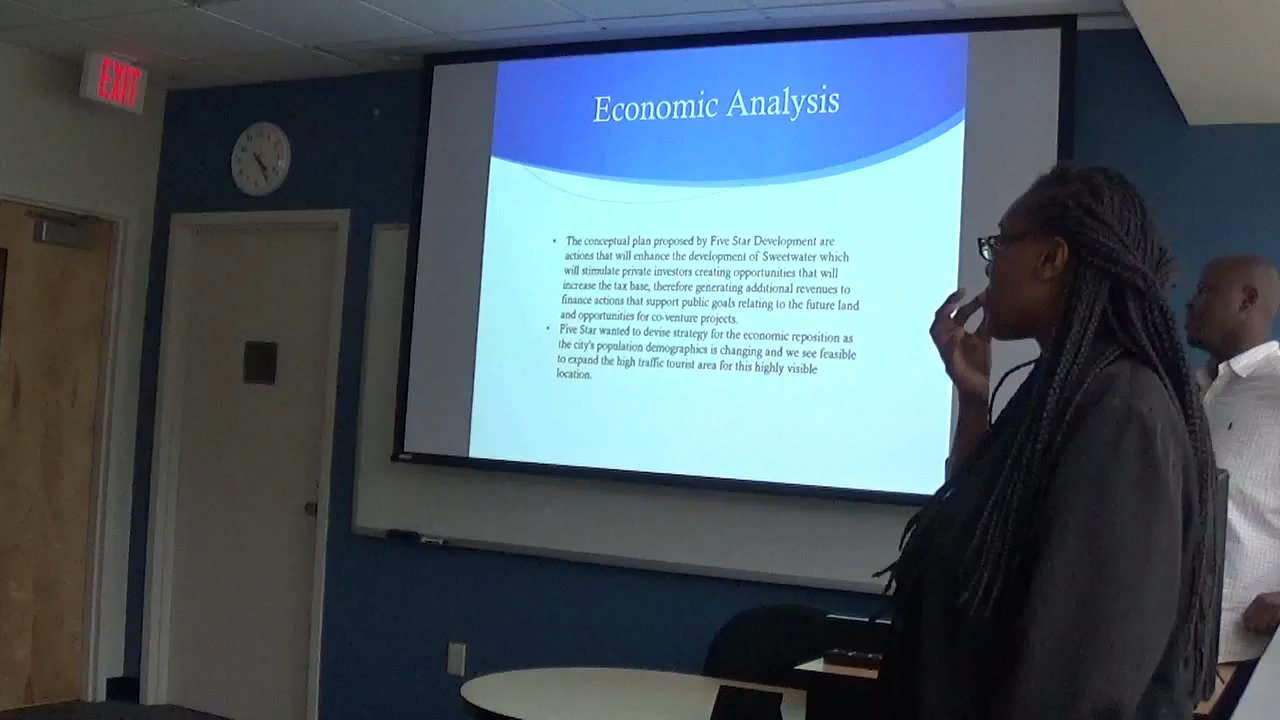 EXIT
Economic Analysis
• The conceptual plan proposed by Five Star Development are
actions that will enhance the development of Sweetwater which
will stimulate private investors creating opportunities that will
increase the tax base, therefore generating additional revenues to
finance actions that support public goals relating to the future land
and opportunities for co-venture projects.
• Five Star wanted to devise strategy for the economic reposition as
the city's population demographics is changing and we see feasible
to expand the high traffic tourist area for this highly visible
location.